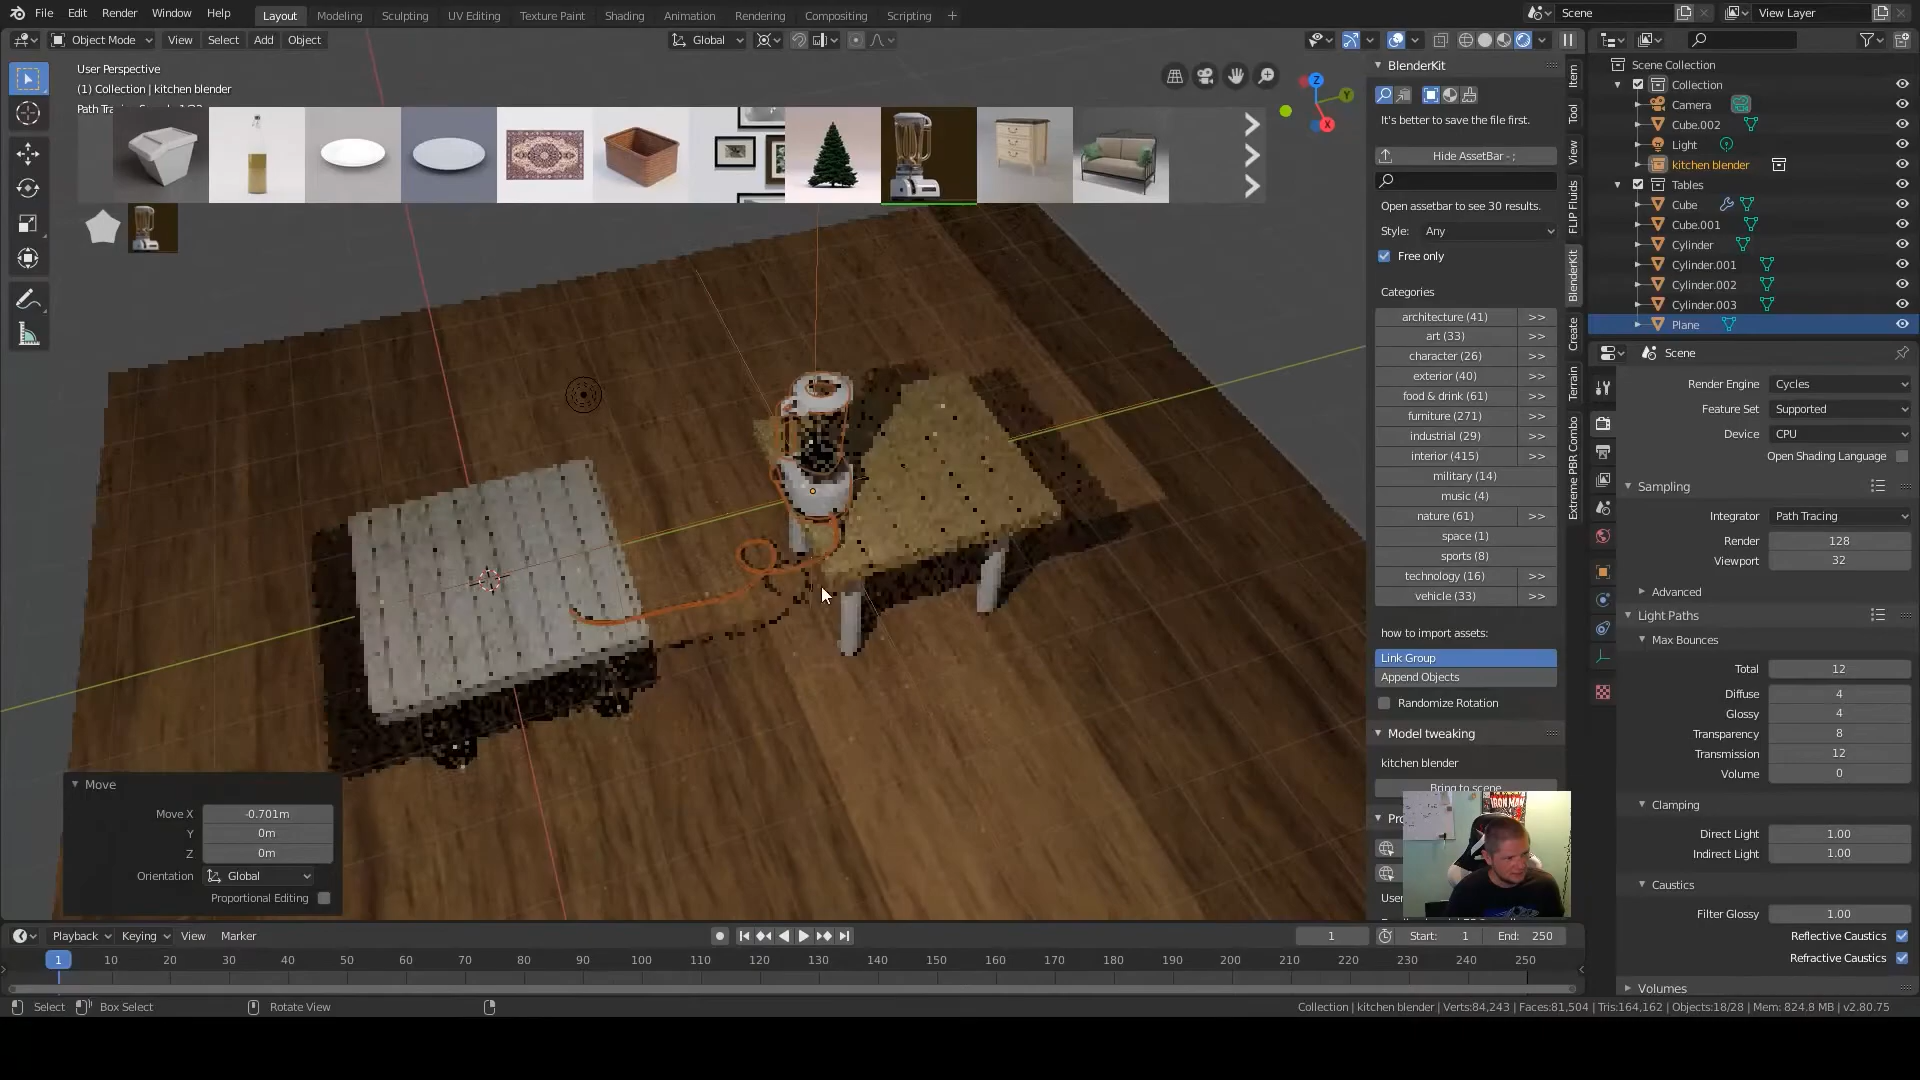 File Edit Render Window Help
Layout Modeling Sculpting UV Editing Texture Paint Shading Animation Rendering Compositing Scripting +
Scene
View Layer
Object Mode View Select Add Object
Global
User Perspective
(1) Collection | kitchen blender
BlenderKit
It's better to save the file first.
Hide AssetBar - ;
Open assetbar to see 30 results.
Style: Any
Free only
Categories
architecture (41) >>
art (33) >>
character (26) >>
exterior (40) >>
food & drink (61) >>
furniture (271) >>
industrial (29) >>
interior (415) >>
military (14)
music (4)
nature (61) >>
space (1)
sports (8)
technology (16) >>
vehicle (33) >>
how to import assets:
Link Group
Append Objects
Randomize Rotation
Model tweaking
kitchen blender
Bring to scene
Pro
User
IRON MAN
Item
Tool
View
FLIP Fluids
BlenderKit
Create
Terrain
Extreme PBR Combo
Scene Collection
Collection
Camera
Cube.002
Light
kitchen blender
Tables
Cube
Cube.001
Cylinder
Cylinder.001
Cylinder.002
Cylinder.003
Plane
Scene
Render Engine Cycles
Feature Set Supported
Device CPU
Open Shading Language
Sampling
Integrator Path Tracing
Render 128
Viewport 32
Advanced
Light Paths
Max Bounces
Total 12
Diffuse 4
Glossy 4
Transparency 8
Transmission 12
Volume 0
Clamping
Direct Light 1.00
Indirect Light 1.00
Caustics
Filter Glossy 1.00
Reflective Caustics
Refractive Caustics
Volumes
Move
Move X -0.701m
Y 0m
Z 0m
Orientation Global
Proportional Editing
Playback Keying View Marker
1 Start: 1 End: 250
1 10 20 30 40 50 60 70 80 90 100 110 120 130 140 150 160 170 180 190 200 210 220 230 240 250
Select Box Select Rotate View
Collection | kitchen blender | Verts:84,243 | Faces:81,504 | Tris:164,162 | Objects:18/28 | Mem: 824.8 MB | v2.80.75